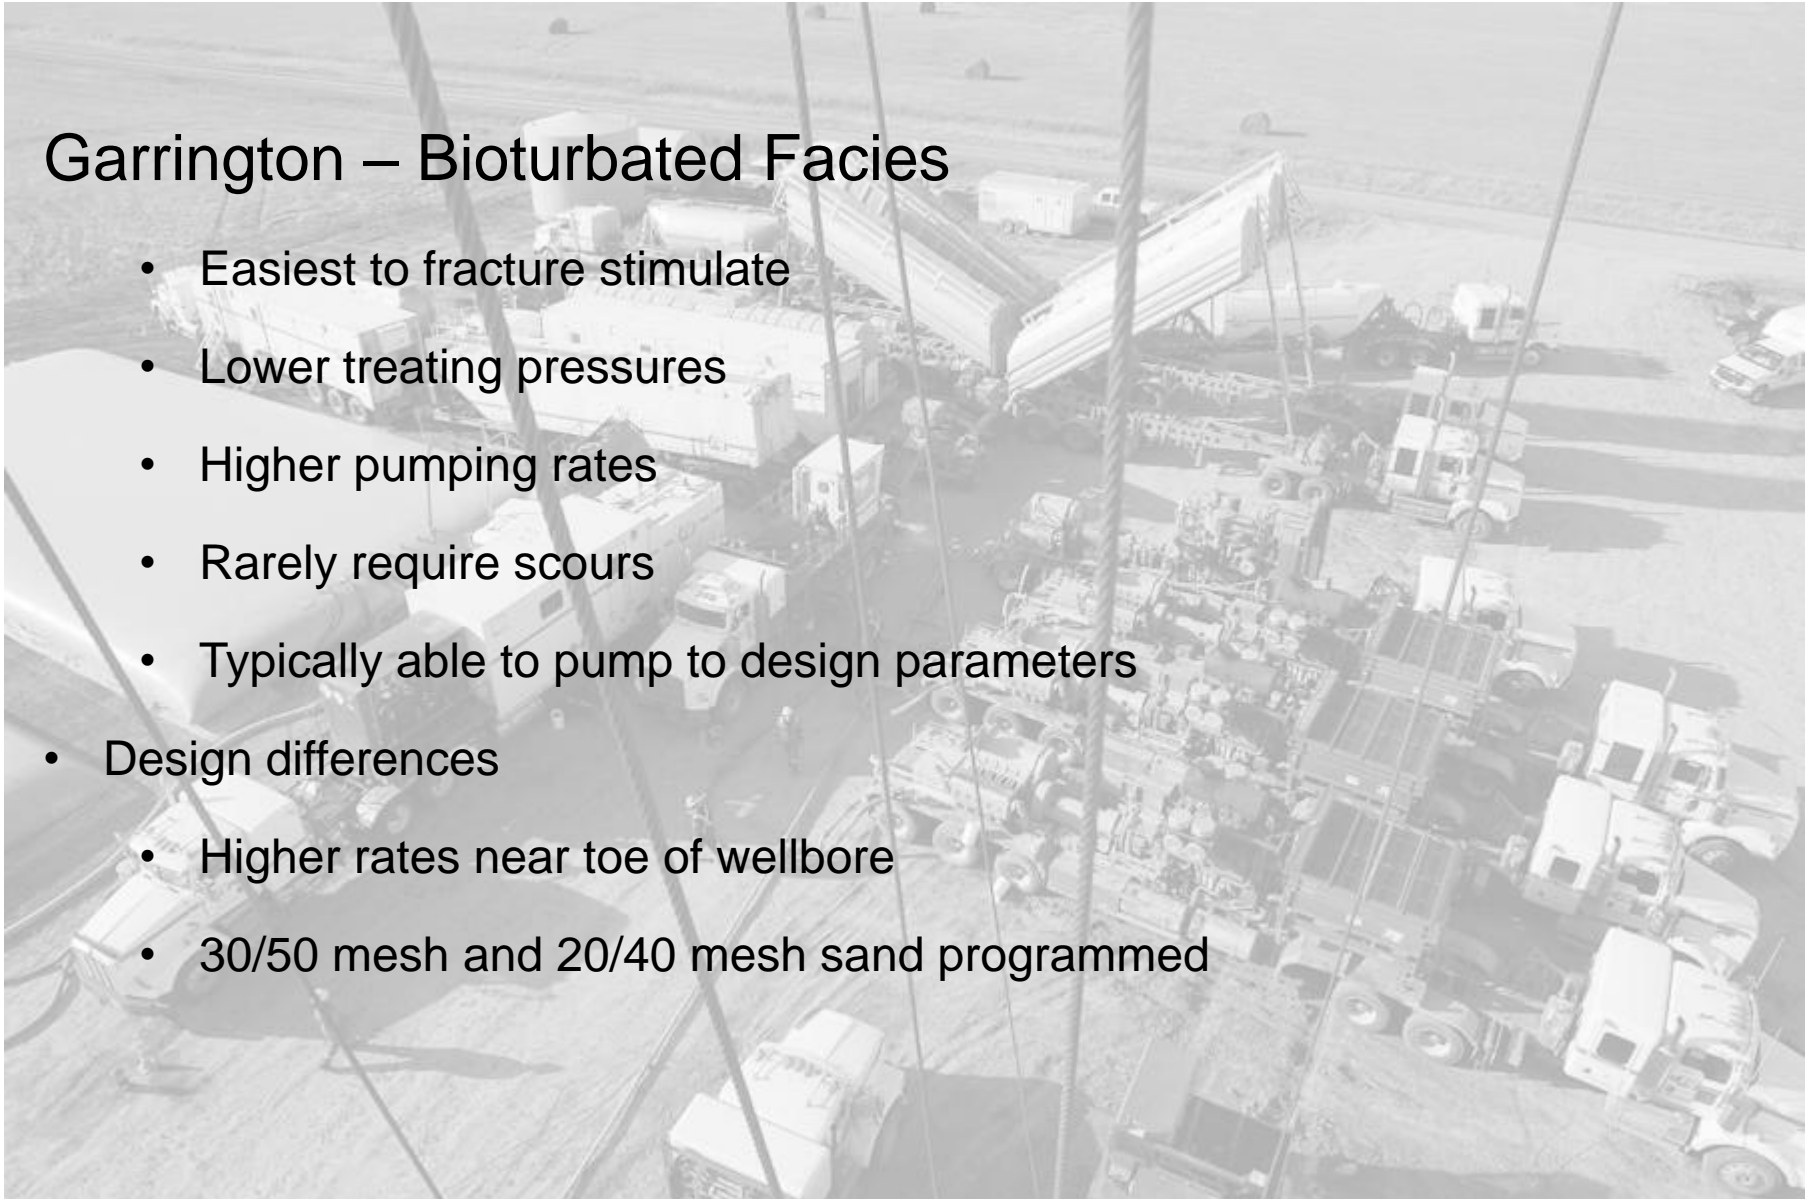 Garrington – Bioturbated Facies
• Easiest to fracture stimulate
• Lower treating pressures
• Higher pumping rates
• Rarely require scours
• Typically able to pump to design parameters
• Design differences
• Higher rates near toe of wellbore
• 30/50 mesh and 20/40 mesh sand programmed